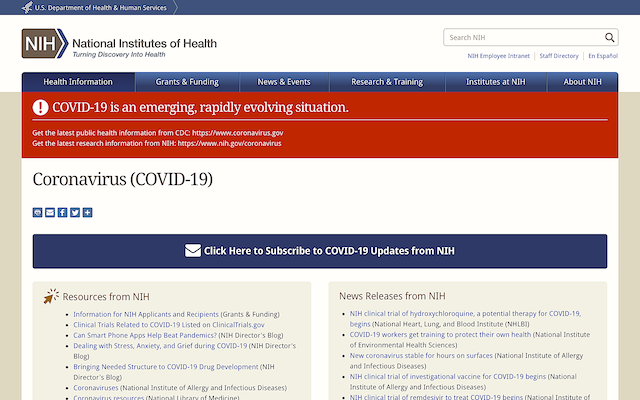 U.S. Department of Health & Human Services
NIH
National Institutes of Health
Turning Discovery Into Health
Search NIH
NIH Employee Intranet
Staff Directory
En Español
Health Information
Grants & Funding
News & Events
Research & Training
Institutes at NIH
About NIH
COVID-19 is an emerging, rapidly evolving situation.
Get the latest public health information from CDC: https://www.coronavirus.gov
Get the latest research information from NIH: https://www.nih.gov/coronavirus
Coronavirus (COVID-19)
Click Here to Subscribe to COVID-19 Updates from NIH
Resources from NIH
Information for NIH Applicants and Recipients (Grants & Funding)
Clinical Trials Related to COVID-19 Listed on ClinicalTrials.gov
Can Smart Phone Apps Help Beat Pandemics? (NIH Director's Blog)
Dealing with Stress, Anxiety, and Grief during COVID-19 (NIH Director's
Blog)
Bringing Needed Structure to COVID-19 Drug Development (NIH
Director's Blog)
Coronaviruses (National Institute of Allergy and Infectious Diseases)
Coronavirus resources (National Library of Medicine)
News Releases from NIH
NIH clinical trial of hydroxychloroquine, a potential therapy for COVID-19,
begins (National Heart, Lung, and Blood Institute (NHLBI)
COVID-19 workers get training to protect their own health (National Institute
of Environmental Health Sciences)
New coronavirus stable for hours on surfaces (National Institute of Allergy
and Infectious Diseases)
NIH clinical trial of investigational vaccine for COVID-19 begins (National
Institute of Allergy and Infectious Diseases)
NIH clinical trial of remdesivir to treat COVID-19 begins (National Institute of